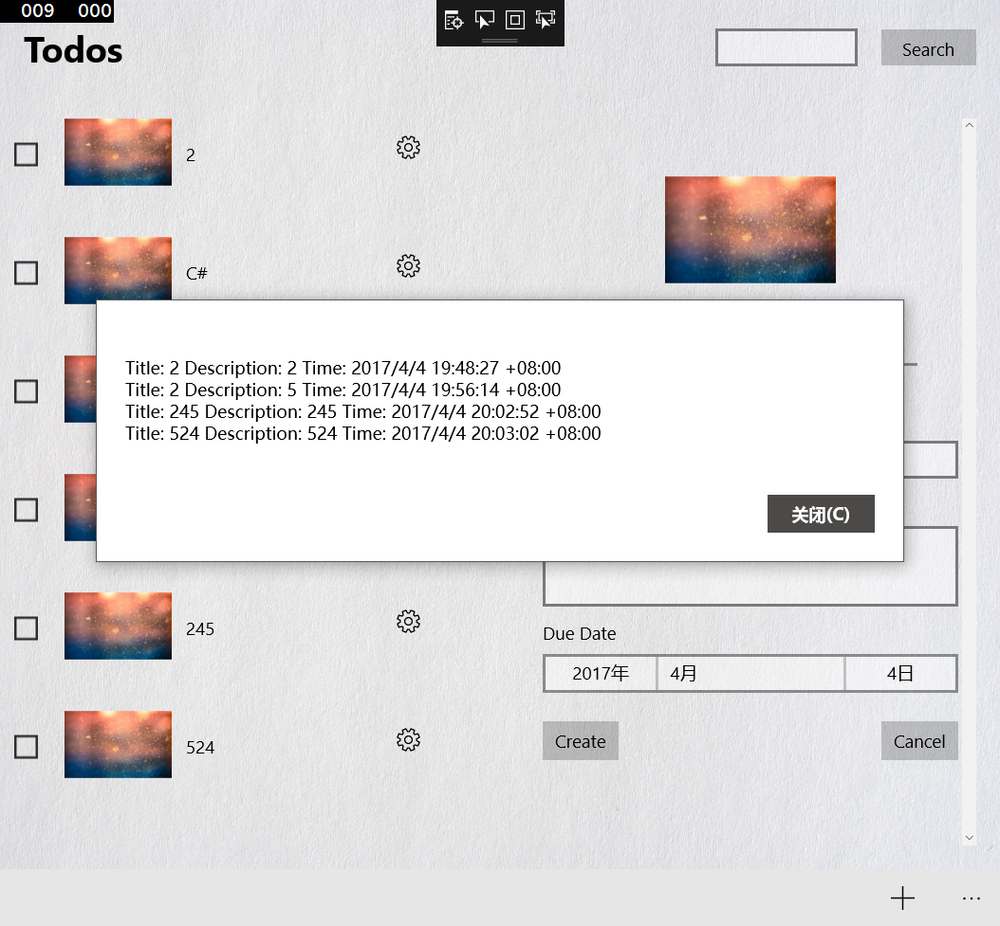 009 000
Todos
Search
2
C#
Title: 2 Description: 2 Time: 2017/4/4 19:48:27 +08:00
Title: 2 Description: 5 Time: 2017/4/4 19:56:14 +08:00
Title: 245 Description: 245 Time: 2017/4/4 20:02:52 +08:00
Title: 524 Description: 524 Time: 2017/4/4 20:03:02 +08:00
关闭(C)
245
Due Date
2017年 4月 4日
524
Create Cancel